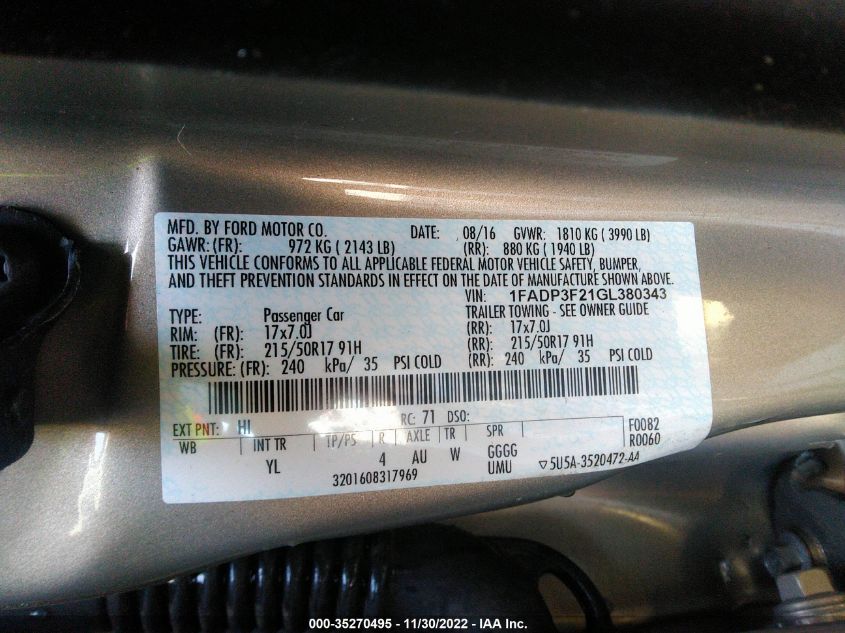 MFD. BY FORD MOTOR CO. DATE: 08/16 GVWR: 1810 KG ( 3990 LB)
GAWR: (FR): 972 KG ( 2143 LB) (RR): 880 KG ( 1940 LB)
THIS VEHICLE CONFORMS TO ALL APPLICABLE FEDERAL MOTOR VEHICLE SAFETY, BUMPER,
AND THEFT PREVENTION STANDARDS IN EFFECT ON THE DATE OF MANUFACTURE SHOWN ABOVE.
VIN: 1FADP3F21GL380343
TYPE: Passenger Car TRAILER TOWING - SEE OWNER GUIDE
RIM: (FR): 17x7.0J (RR): 17x7.0J
TIRE: (FR): 215/50R17 91H (RR): 215/50R17 91H
PRESSURE: (FR): 240 kPa/ 35 PSI COLD (RR): 240 kPa/ 35 PSI COLD
EXT PNT: HI RC: 71 DSO: F0082
WB INT TR TP/PS R AXLE TR SPR R0060
YL 4 AU W GGGG
UMU ▽5U5A-3520472-AA
3201608317969
000-35270495 - 11/30/2022 - IAA Inc.